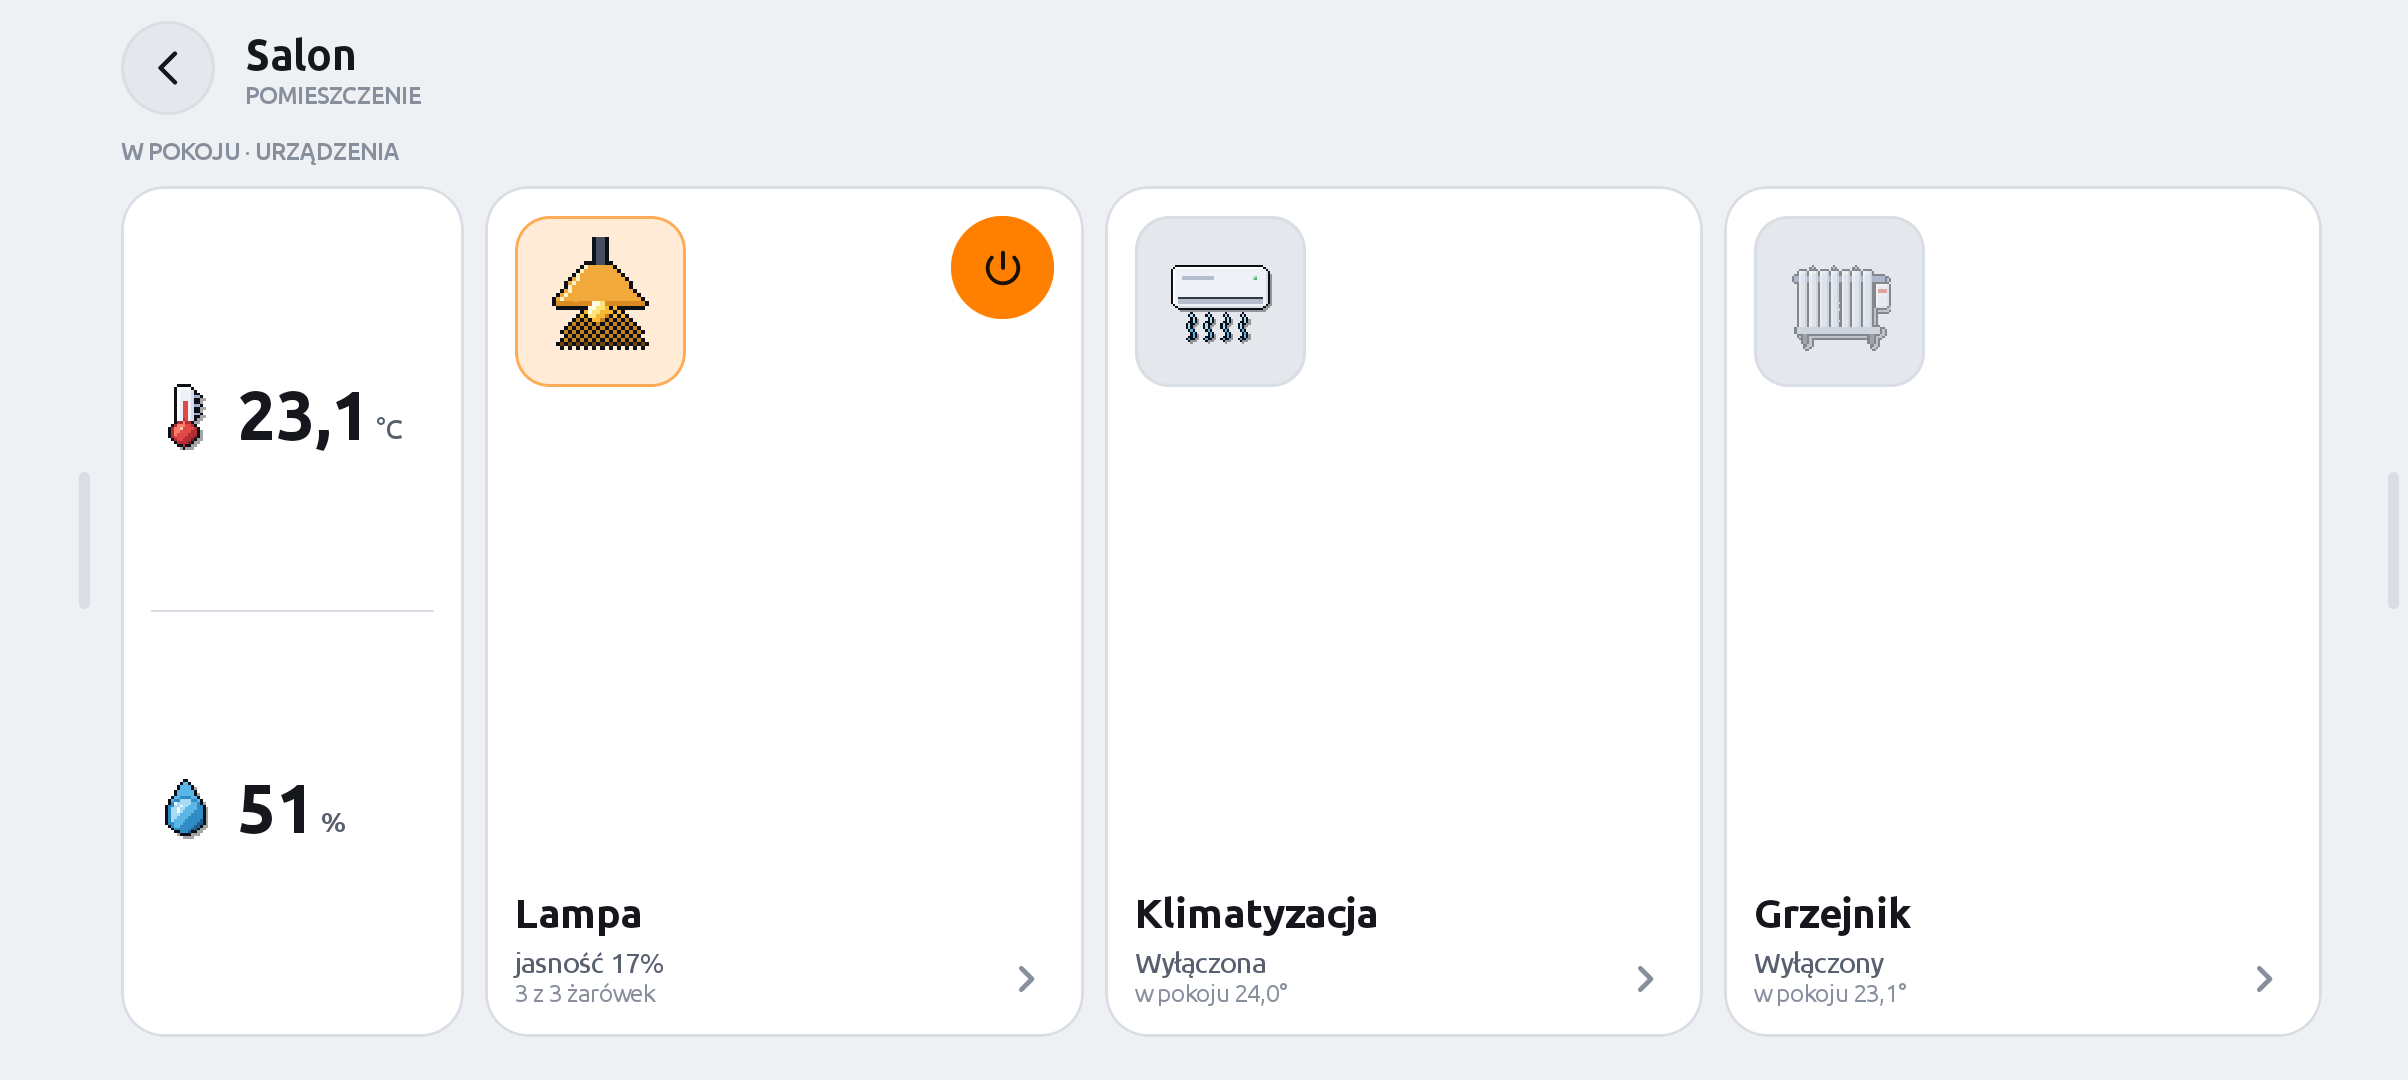 Salon
POMIESZCZENIE
W POKOJU · URZĄDZENIA
23,1 °C
51 %
Lampa
jasność 17%
3 z 3 żarówek
Klimatyzacja
Wyłączona
w pokoju 24,0°
Grzejnik
Wyłączony
w pokoju 23,1°